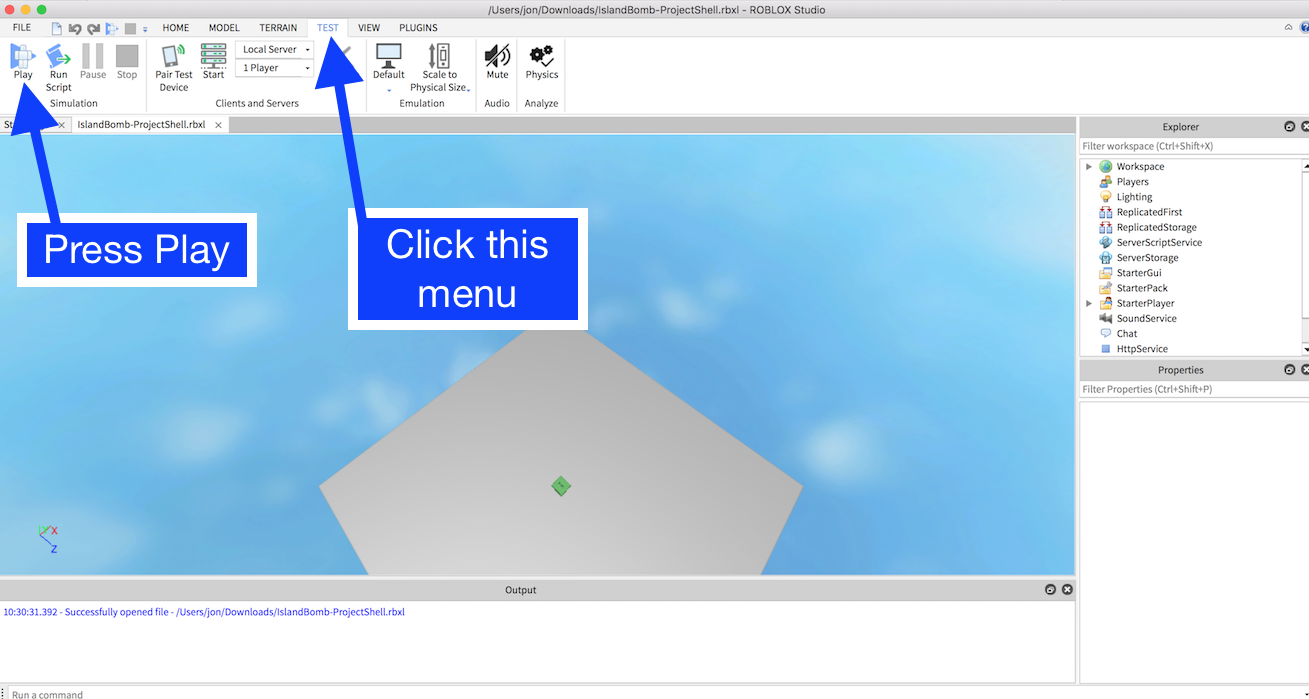 /Users/jon/Downloads/IslandBomb-ProjectShell.rbxl - ROBLOX Studio
FILE HOME MODEL TERRAIN TEST VIEW PLUGINS
Play
Run Script
Pause
Stop
Simulation
Pair Test Device
Start
Local Server
1 Player
Clients and Servers
Default
Scale to Physical Size
Emulation
Mute
Audio
Physics
Analyze
IslandBomb-ProjectShell.rbxl
Press Play
Click this
menu
Explorer
Filter workspace (Ctrl+Shift+X)
Workspace
Players
Lighting
ReplicatedFirst
ReplicatedStorage
ServerScriptService
ServerStorage
StarterGui
StarterPack
StarterPlayer
SoundService
Chat
HttpService
Properties
Filter Properties (Ctrl+Shift+P)
X
Z
Output
10:30:31.392 - Successfully opened file - /Users/jon/Downloads/IslandBomb-ProjectShell.rbxl
Run a command